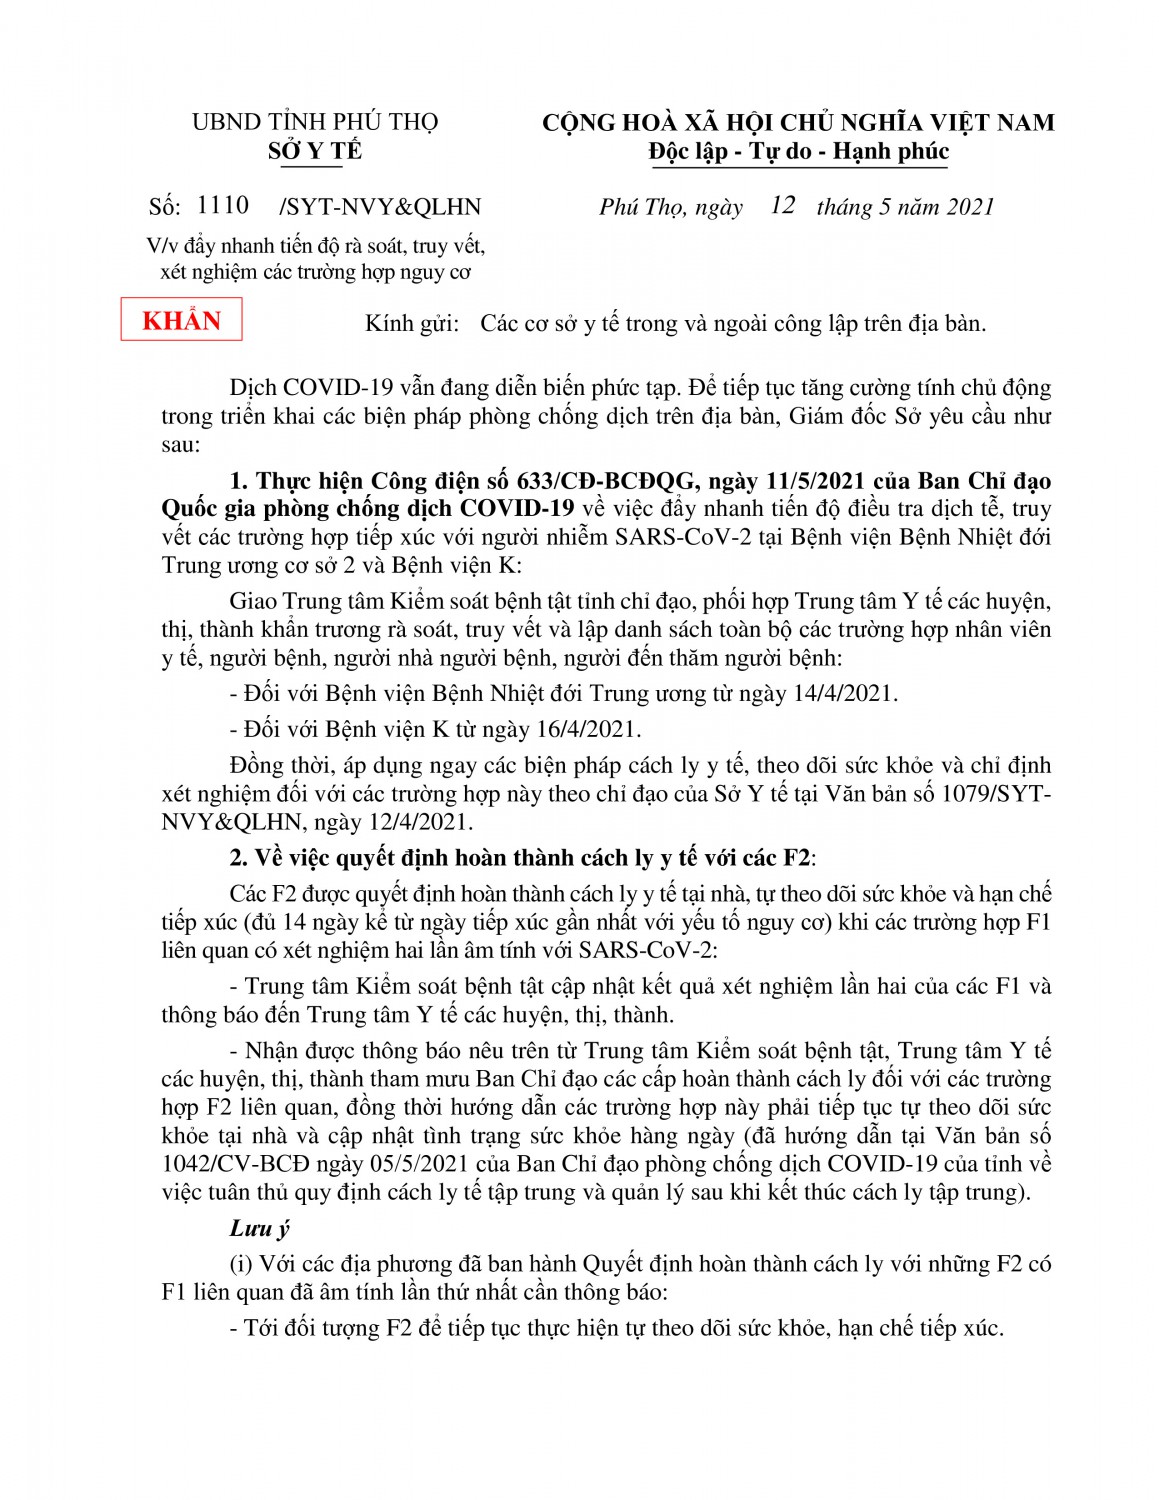 UBND TỈNH PHÚ THỌ
SỞ Y TẾ
CỘNG HOÀ XÃ HỘI CHỦ NGHĨA VIỆT NAM
Độc lập - Tự do - Hạnh phúc
Số: 1110 /SYT-NVY&QLHN
Phú Thọ, ngày 12 tháng 5 năm 2021
V/v đẩy nhanh tiến độ rà soát, truy vết,
xét nghiệm các trường hợp nguy cơ
KHẨN
Kính gửi: Các cơ sở y tế trong và ngoài công lập trên địa bàn.
Dịch COVID-19 vẫn đang diễn biến phức tạp. Để tiếp tục tăng cường tính chủ động
trong triển khai các biện pháp phòng chống dịch trên địa bàn, Giám đốc Sở yêu cầu như
sau:
1. Thực hiện Công điện số 633/CĐ-BCĐQG, ngày 11/5/2021 của Ban Chỉ đạo
Quốc gia phòng chống dịch COVID-19 về việc đẩy nhanh tiến độ điều tra dịch tễ, truy
vết các trường hợp tiếp xúc với người nhiễm SARS-CoV-2 tại Bệnh viện Bệnh Nhiệt đới
Trung ương cơ sở 2 và Bệnh viện K:
Giao Trung tâm Kiểm soát bệnh tật tỉnh chỉ đạo, phối hợp Trung tâm Y tế các huyện,
thị, thành khẩn trương rà soát, truy vết và lập danh sách toàn bộ các trường hợp nhân viên
y tế, người bệnh, người nhà người bệnh, người đến thăm người bệnh:
- Đối với Bệnh viện Bệnh Nhiệt đới Trung ương từ ngày 14/4/2021.
- Đối với Bệnh viện K từ ngày 16/4/2021.
Đồng thời, áp dụng ngay các biện pháp cách ly y tế, theo dõi sức khỏe và chỉ định
xét nghiệm đối với các trường hợp này theo chỉ đạo của Sở Y tế tại Văn bản số 1079/SYT-
NVY&QLHN, ngày 12/4/2021.
2. Về việc quyết định hoàn thành cách ly y tế với các F2:
Các F2 được quyết định hoàn thành cách ly y tế tại nhà, tự theo dõi sức khỏe và hạn chế
tiếp xúc (đủ 14 ngày kể từ ngày tiếp xúc gần nhất với yếu tố nguy cơ) khi các trường hợp F1
liên quan có xét nghiệm hai lần âm tính với SARS-CoV-2:
- Trung tâm Kiểm soát bệnh tật cập nhật kết quả xét nghiệm lần hai của các F1 và
thông báo đến Trung tâm Y tế các huyện, thị, thành.
- Nhận được thông báo nêu trên từ Trung tâm Kiểm soát bệnh tật, Trung tâm Y tế
các huyện, thị, thành tham mưu Ban Chỉ đạo các cấp hoàn thành cách ly đối với các trường
hợp F2 liên quan, đồng thời hướng dẫn các trường hợp này phải tiếp tục tự theo dõi sức
khỏe tại nhà và cập nhật tình trạng sức khỏe hàng ngày (đã hướng dẫn tại Văn bản số
1042/CV-BCĐ ngày 05/5/2021 của Ban Chỉ đạo phòng chống dịch COVID-19 của tỉnh về
việc tuân thủ quy định cách ly tế tập trung và quản lý sau khi kết thúc cách ly tập trung).
Lưu ý
(i) Với các địa phương đã ban hành Quyết định hoàn thành cách ly với những F2 có
F1 liên quan đã âm tính lần thứ nhất cần thông báo:
- Tới đối tượng F2 để tiếp tục thực hiện tự theo dõi sức khỏe, hạn chế tiếp xúc.